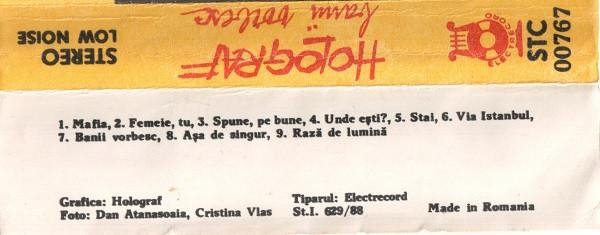 STEREO
LOW NOISE
HOLOGRAF
banii vorbesc
ELECTRECORD
STC
00767
1. Mafia, 2. Femeie, tu, 3. Spune, pe bune, 4. Unde ești?, 5. Stai, 6. Via Istanbul,
7. Banii vorbesc, 8. Așa de singur, 9. Rază de lumină
Grafica: Holograf
Foto: Dan Atanasoaia, Cristina Vlas
Tiparul: Electrecord
St.I. 629/88
Made in Romania